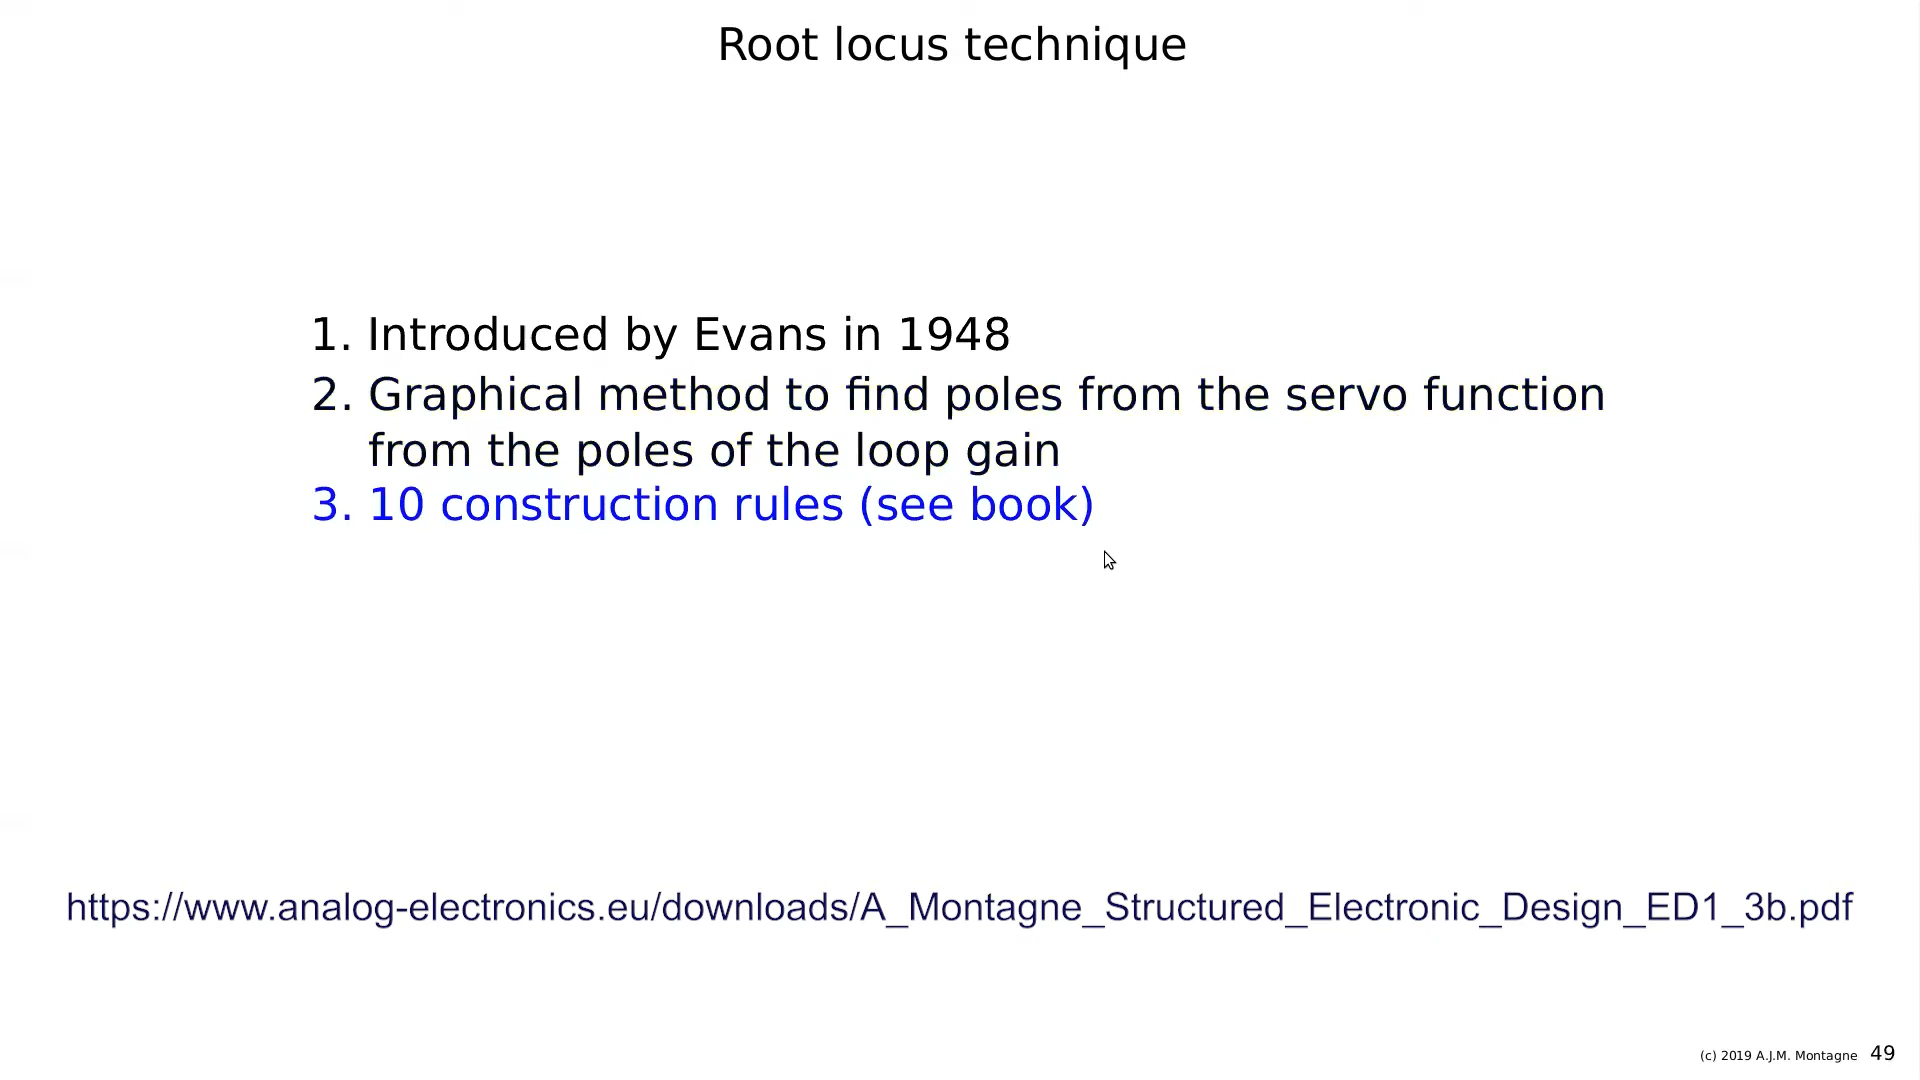 Root locus technique
1. Introduced by Evans in 1948
2. Graphical method to find poles from the servo function
from the poles of the loop gain
3. 10 construction rules (see book)
https://www.analog-electronics.eu/downloads/A_Montagne_Structured_Electronic_Design_ED1_3b.pdf
(c) 2019 A.J.M. Montagne 49